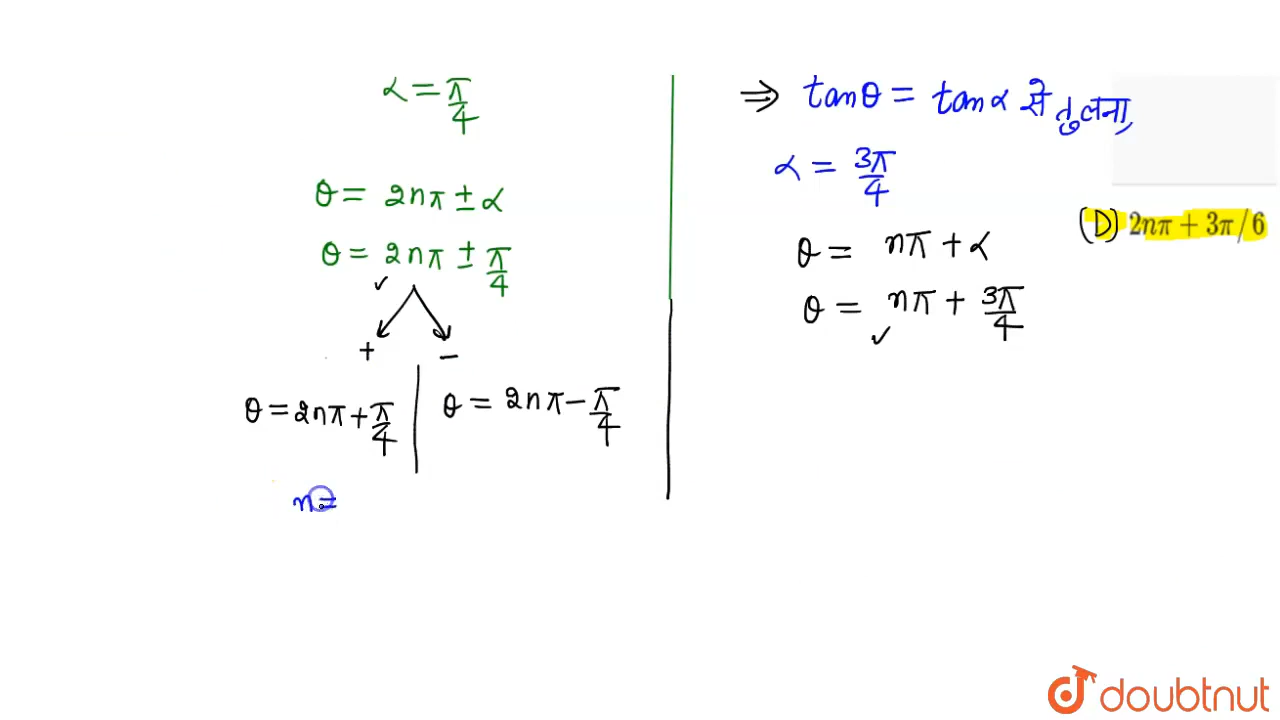 α = π/4
θ = 2nπ ± α
θ = 2nπ ± π/4
✓
+ −
θ = 2nπ + π/4
θ = 2nπ − π/4
n =
⇒ tanθ = tanα से तुलना,
α = 3π/4
θ = nπ + α
θ = nπ + 3π/4
✓
(D) 2nπ + 3π/6
doubtnut